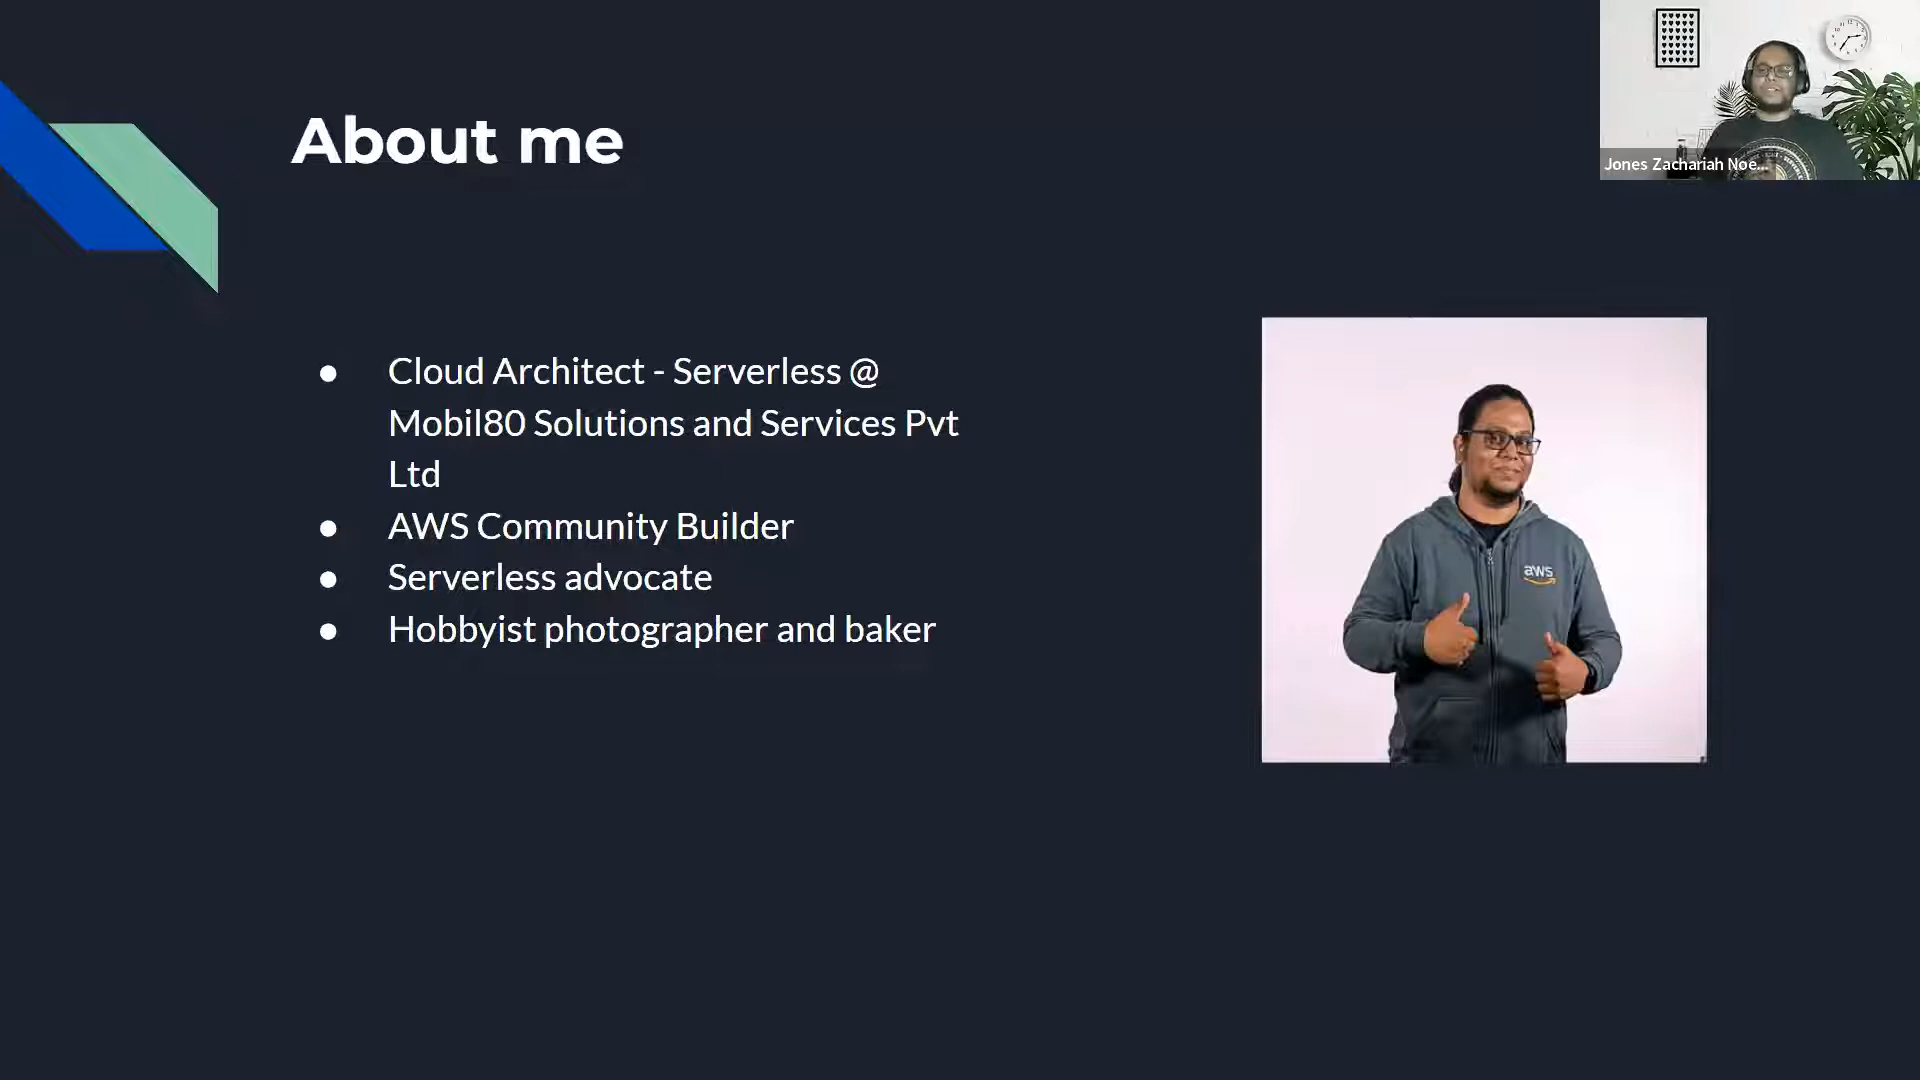 About me
Jones Zachariah Noe...
● Cloud Architect - Serverless @
Mobil80 Solutions and Services Pvt
Ltd
● AWS Community Builder
● Serverless advocate
● Hobbyist photographer and baker
aws